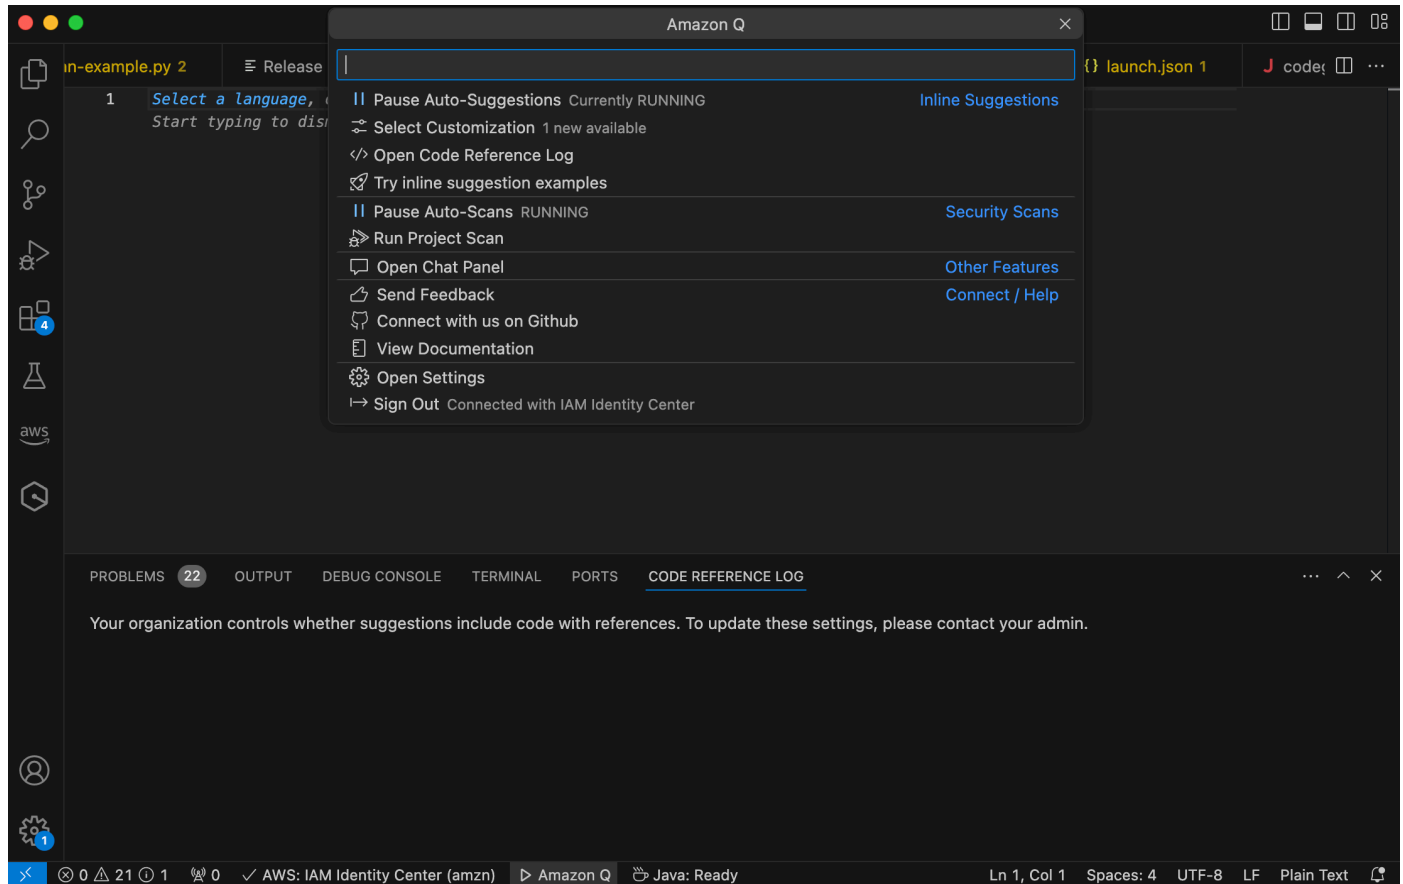 Amazon Q
n-example.py 2
Release
{} launch.json 1
J code
1 Select a language,
Start typing to dis
Pause Auto-Suggestions Currently RUNNING Inline Suggestions
Select Customization 1 new available
</> Open Code Reference Log
Try inline suggestion examples
Pause Auto-Scans RUNNING Security Scans
Run Project Scan
Open Chat Panel Other Features
Send Feedback Connect / Help
Connect with us on Github
View Documentation
Open Settings
Sign Out Connected with IAM Identity Center
4
aws
PROBLEMS 22 OUTPUT DEBUG CONSOLE TERMINAL PORTS CODE REFERENCE LOG
Your organization controls whether suggestions include code with references. To update these settings, please contact your admin.
1
0 21 1 0 AWS: IAM Identity Center (amzn) Amazon Q Java: Ready Ln 1, Col 1 Spaces: 4 UTF-8 LF Plain Text